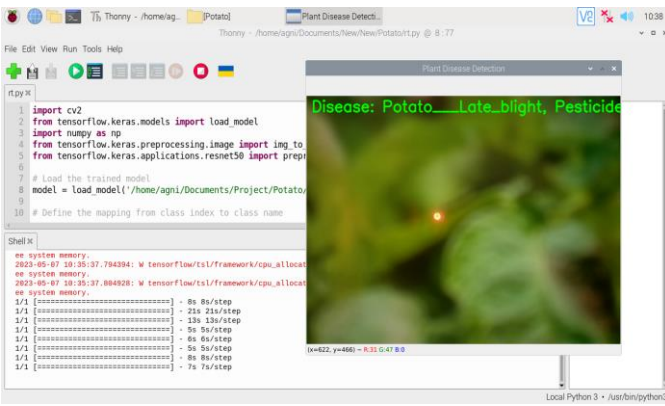 Thonny - /home/ag..
[Potato]
Plant Disease Detecti..
10:38
Thonny - /home/agni/Documents/New/New/Potato/rt.py @ 8:77
File Edit View Run Tools Help
rt.py
1 import cv2
2 from tensorflow.keras.models import load_model
3 import numpy as np
4 from tensorflow.keras.preprocessing.image import img_to_
5 from tensorflow.keras.applications.resnet50 import prepr
6
7 # Load the trained model
8 model = load_model('/home/agni/Documents/Project/Potato/
9
10 # Define the mapping from class index to class name
Plant Disease Detection
Disease: Potato___Late_blight, Pesticide
(x=622, y=466) ~ R:31 G:47 B:0
Shell
ee system memory.
2023-05-07 10:35:37.794394: W tensorflow/tsl/framework/cpu_allocat
ee system memory.
2023-05-07 10:35:37.804928: W tensorflow/tsl/framework/cpu_allocat
ee system memory.
1/1 [==============================] - 8s 8s/step
1/1 [==============================] - 21s 21s/step
1/1 [==============================] - 13s 13s/step
1/1 [==============================] - 5s 5s/step
1/1 [==============================] - 6s 6s/step
1/1 [==============================] - 5s 5s/step
1/1 [==============================] - 8s 8s/step
1/1 [==============================] - 7s 7s/step
Local Python 3 • /usr/bin/python3